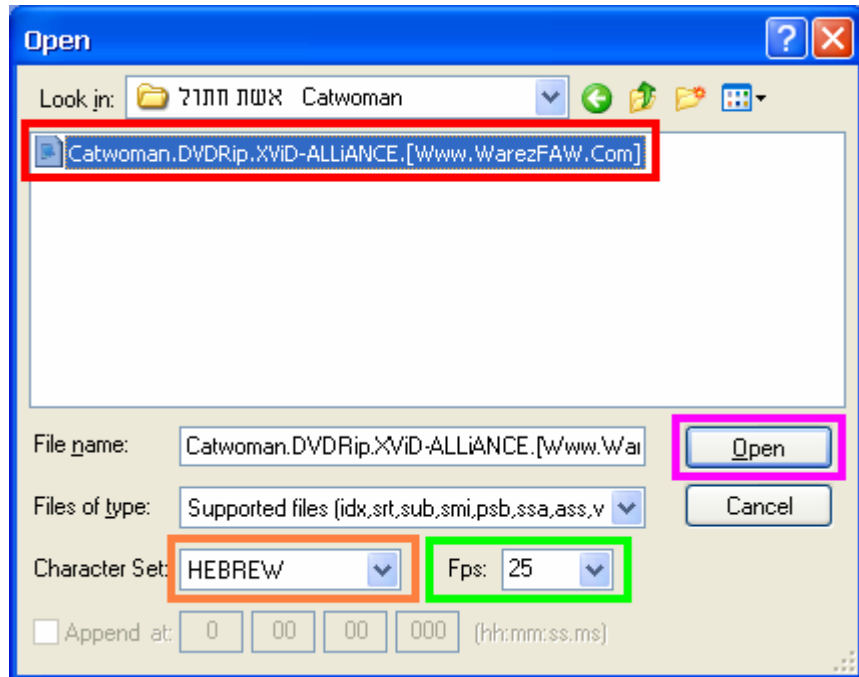 Open
Look in: אשת חתול Catwoman
Catwoman.DVDRip.XViD-ALLiANCE.[Www.WarezFAW.Com]
File name: Catwoman.DVDRip.XViD-ALLiANCE.[Www.War Open
Files of type: Supported files (idx,srt,sub,smi,psb,ssa,ass,v Cancel
Character Set: HEBREW Fps: 25
Append at: 0 00 00 000 (hh:mm:ss.ms)